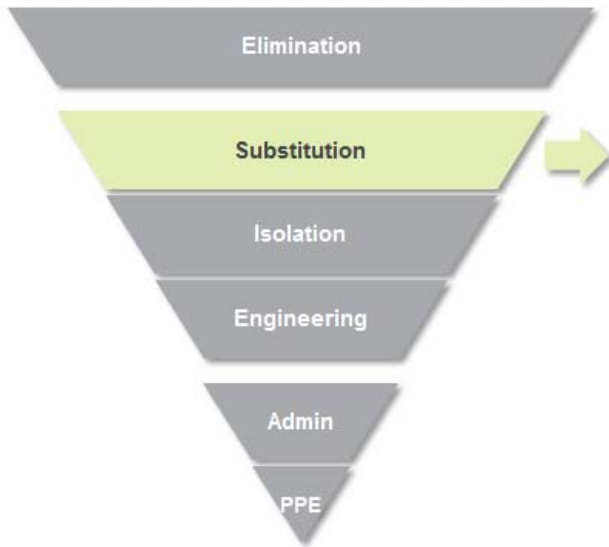 Elimination
Substitution
Isolation
Engineering
Admin
PPE